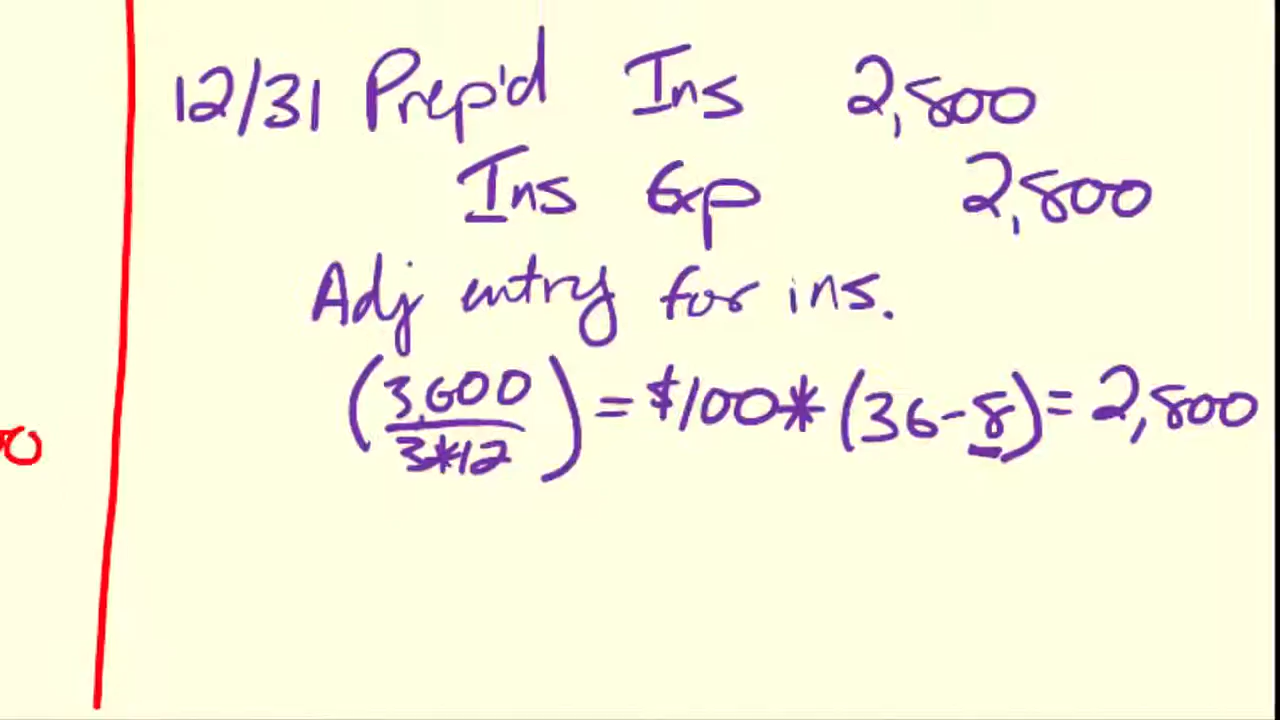 12/31 Prep'd Ins 2,800
Ins Exp 2,800
Adj entry for ins.
(3,600
3*12) = $100* (36-8) = 2,800